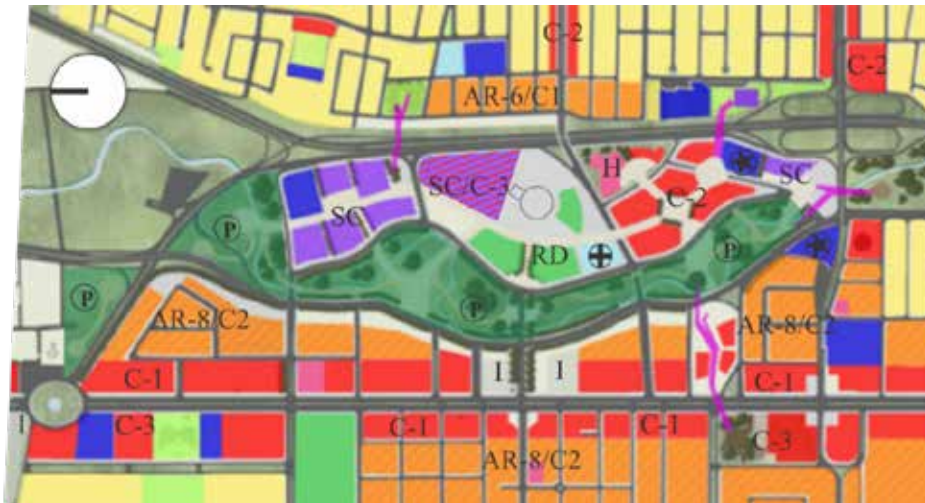 C-2
C-2
AR-6/C1
H
SC/C-3
SC
SC
C-2
P
RD
P
P
P
AR-8/C2
AR-8/C2
I
I
C-1
C-1
I
C-3
C-1
C-1
C-3
AR-8/C2